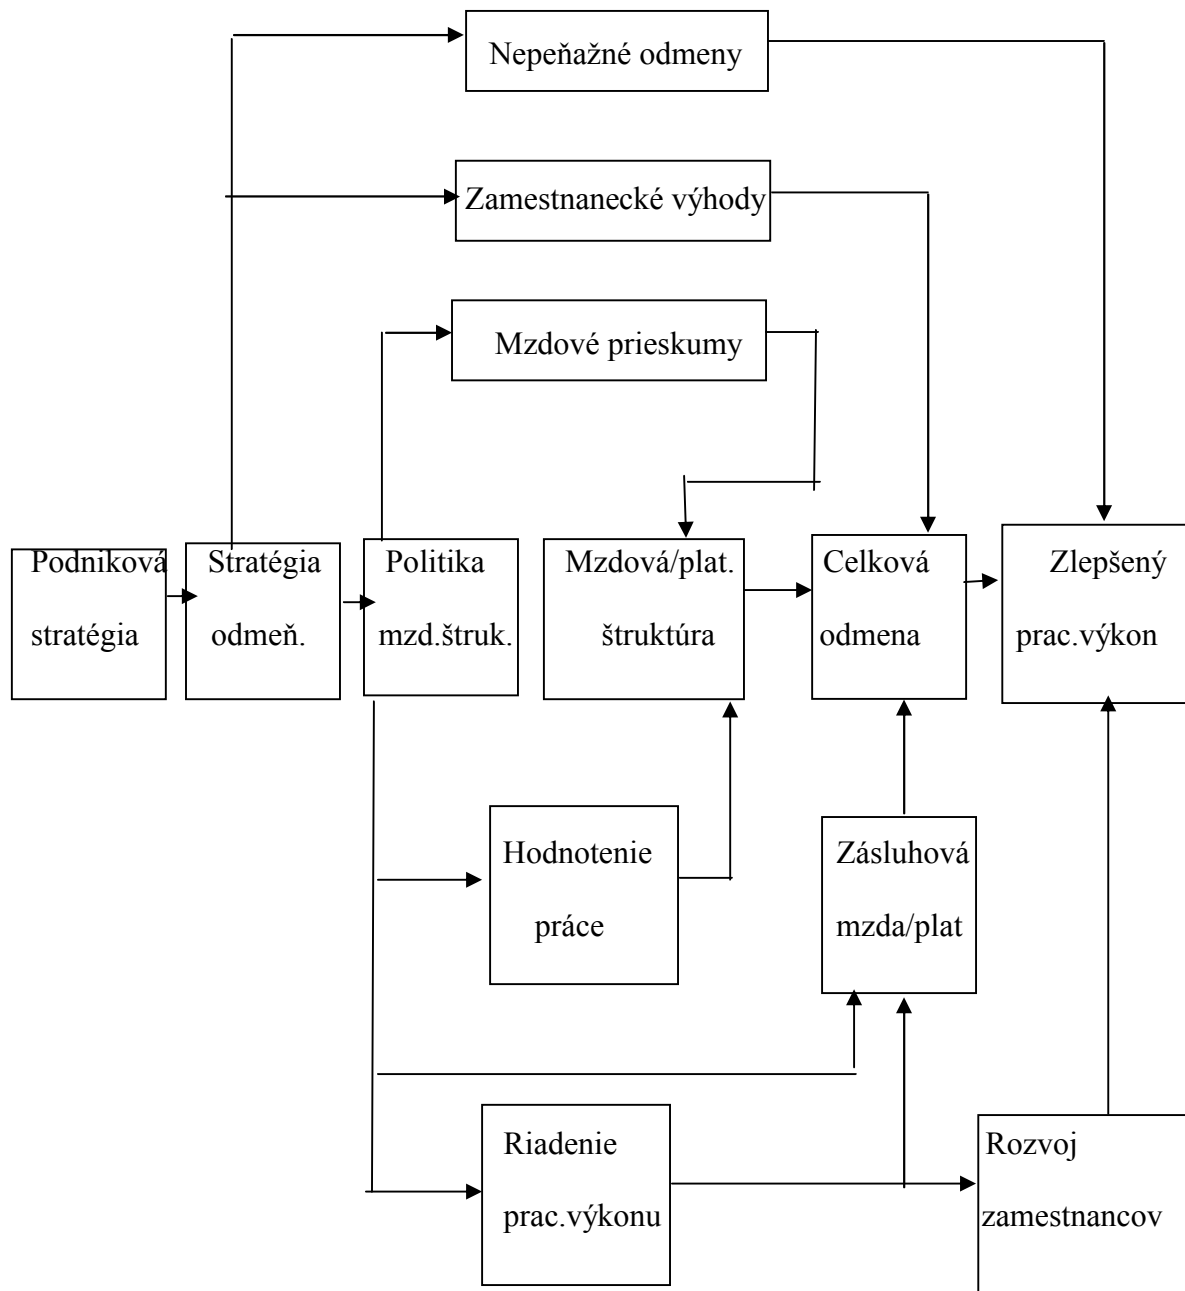 Nepeňažné odmeny
Zamestnanecké výhody
Mzdové prieskumy
Podniková
stratégia
Stratégia
odmeň.
Politika
mzd.štruk.
Mzdová/plat.
štruktúra
Celková
odmena
Zlepšený
prac.výkon
Hodnotenie
práce
Zásluhová
mzda/plat
Riadenie
prac.výkonu
Rozvoj
zamestnancov